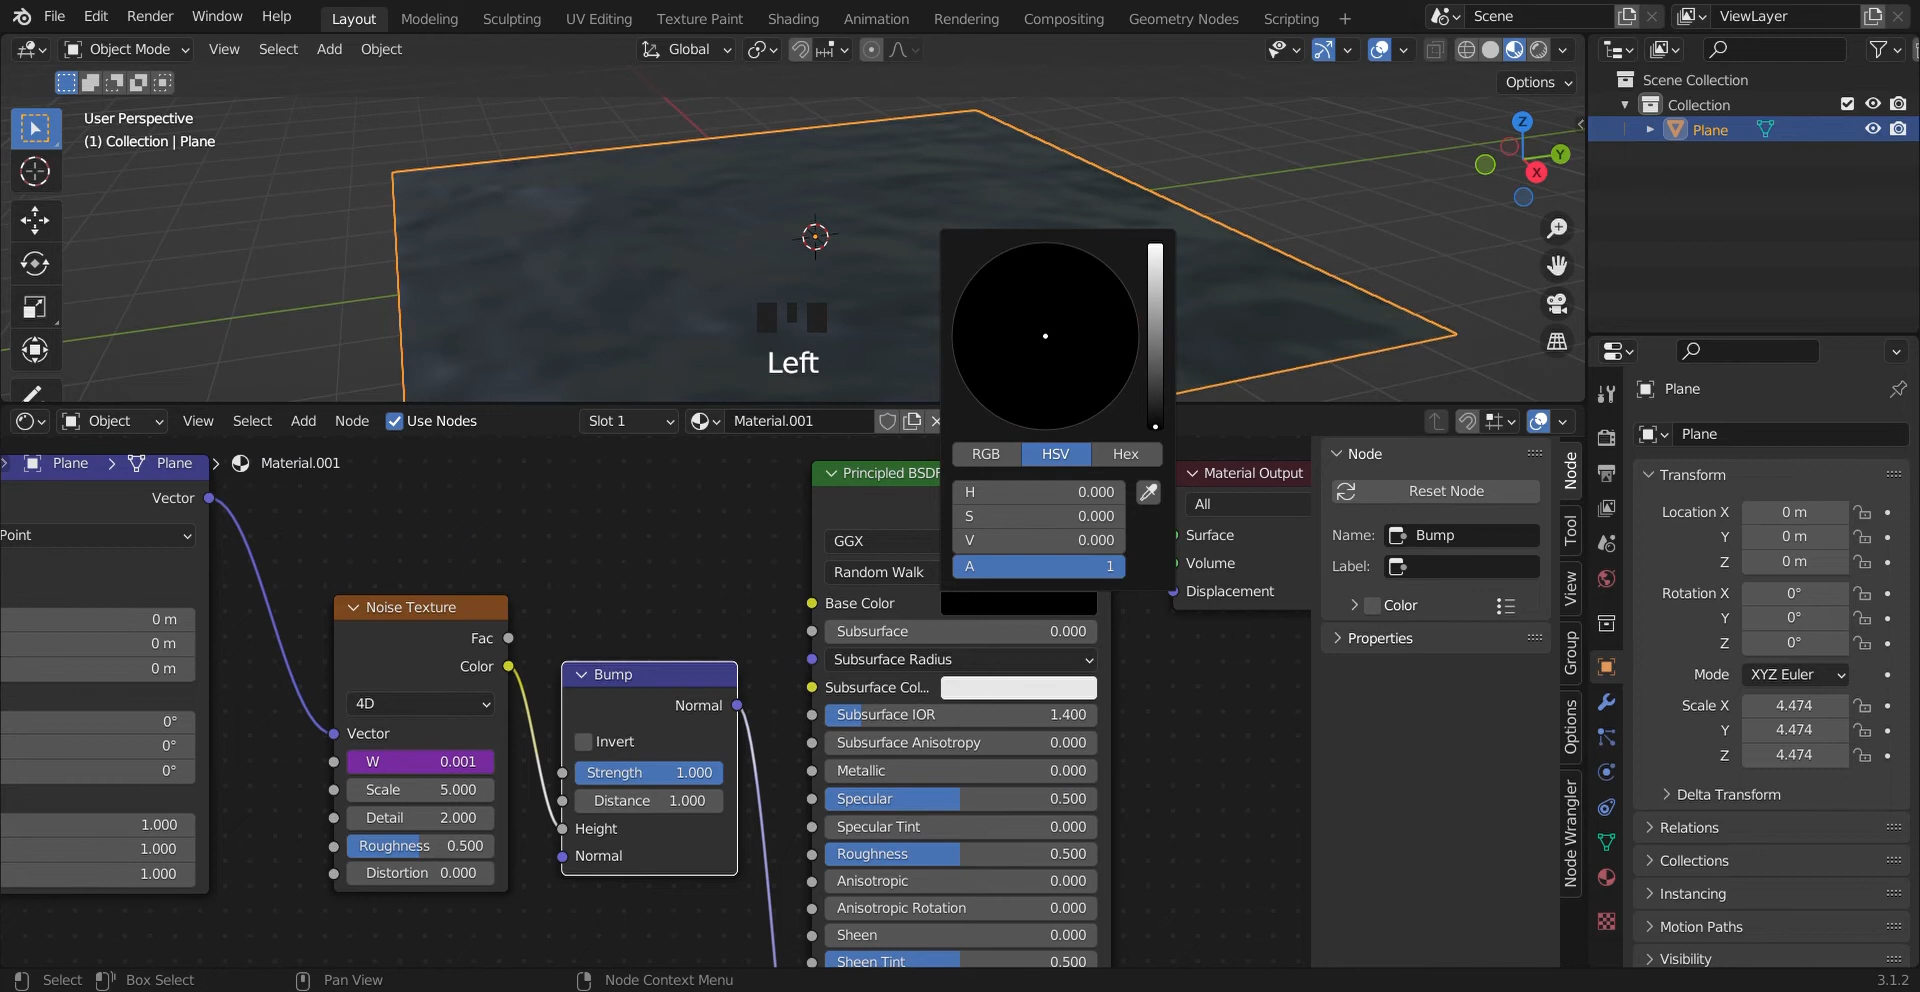 File Edit Render Window Help
Layout Modeling Sculpting UV Editing Texture Paint Shading Animation Rendering Compositing Geometry Nodes Scripting +
Scene
ViewLayer
Object Mode View Select Add Object
Global
Options
User Perspective
(1) Collection | Plane
Z
Y
X
Left
Scene Collection
Collection
Plane
Object View Select Add Node Use Nodes
Slot 1
Material.001
Plane > Plane > Material.001
Vector
Point
0 m
0 m
0 m
0°
0°
0°
1.000
1.000
1.000
Noise Texture
Fac
Color
4D
Vector
W 0.001
Scale 5.000
Detail 2.000
Roughness 0.500
Distortion 0.000
Bump
Normal
Invert
Strength 1.000
Distance 1.000
Height
Normal
Principled BSDF
GGX
Random Walk
Base Color
Subsurface 0.000
Subsurface Radius
Subsurface Col...
Subsurface IOR 1.400
Subsurface Anisotropy 0.000
Metallic 0.000
Specular 0.500
Specular Tint 0.000
Roughness 0.500
Anisotropic 0.000
Anisotropic Rotation 0.000
Sheen 0.000
Sheen Tint 0.500
RGB HSV Hex
H 0.000
S 0.000
V 0.000
A 1
Material Output
All
Surface
Volume
Displacement
Node
Reset Node
Name: Bump
Label:
Color
Properties
Node
Tool
View
Group
Options
Node Wrangler
Plane
Plane
Transform
Location X 0 m
Y 0 m
Z 0 m
Rotation X 0°
Y 0°
Z 0°
Mode XYZ Euler
Scale X 4.474
Y 4.474
Z 4.474
Delta Transform
Relations
Collections
Instancing
Motion Paths
Visibility
Select Box Select Pan View Node Context Menu
3.1.2